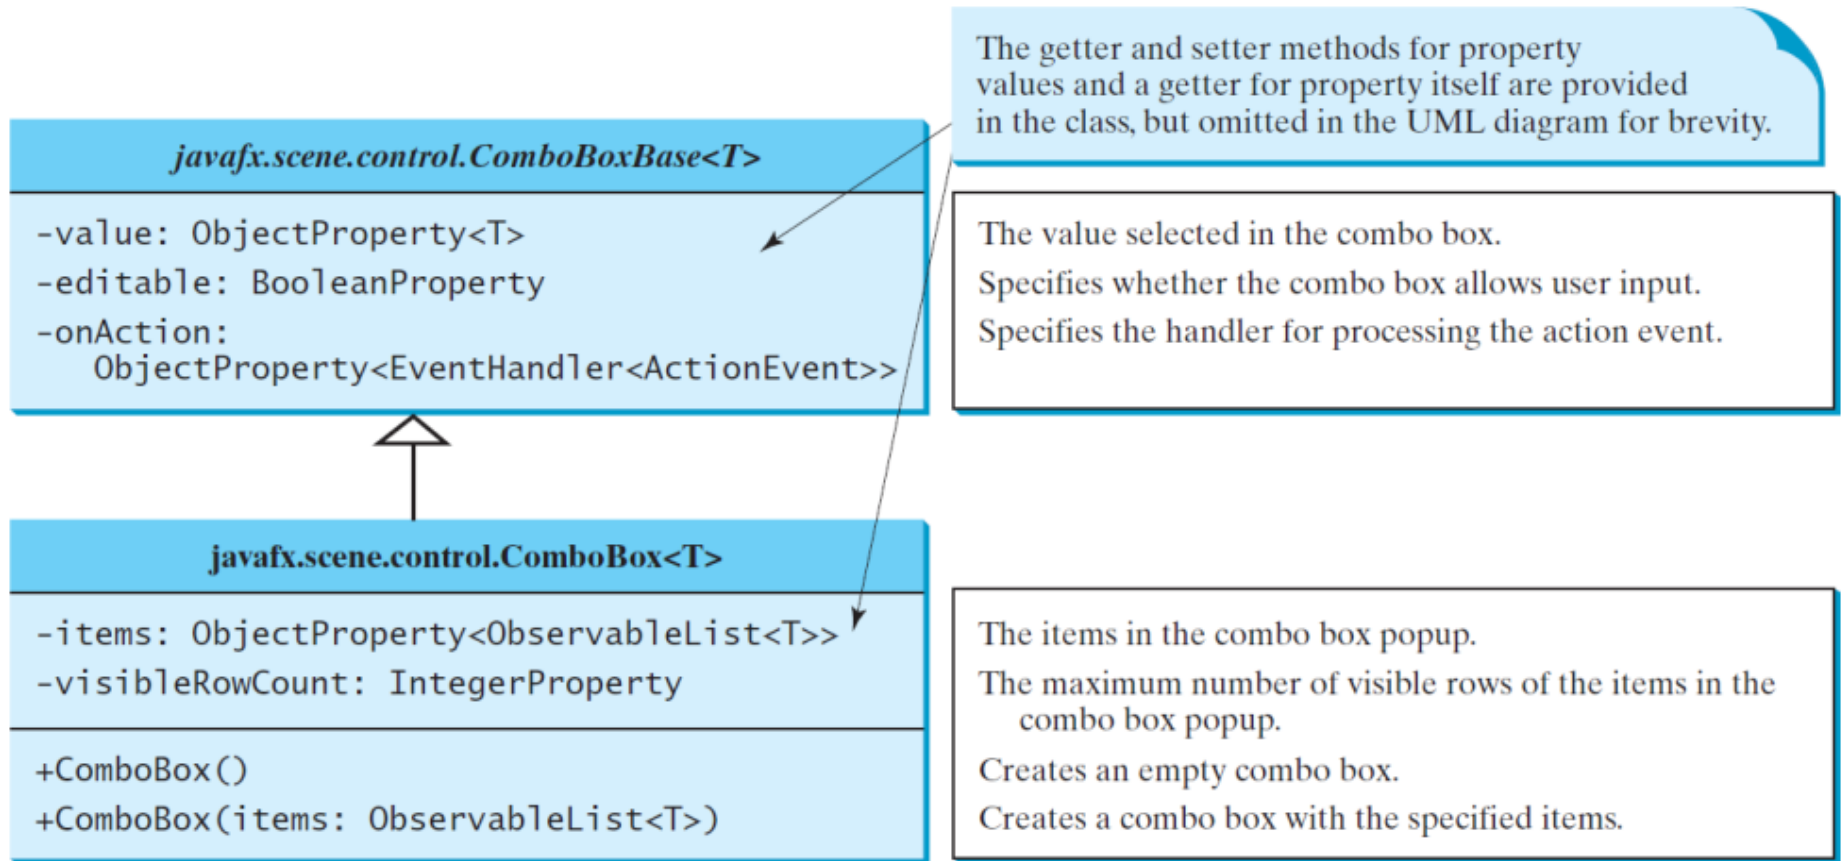 The getter and setter methods for property
values and a getter for property itself are provided
in the class, but omitted in the UML diagram for brevity.
javafx.scene.control.ComboBoxBase<T>
-value: ObjectProperty<T>
-editable: BooleanProperty
-onAction:
ObjectProperty<EventHandler<ActionEvent>>
The value selected in the combo box.
Specifies whether the combo box allows user input.
Specifies the handler for processing the action event.
javafx.scene.control.ComboBox<T>
-items: ObjectProperty<ObservableList<T>>
-visibleRowCount: IntegerProperty
+ComboBox()
+ComboBox(items: ObservableList<T>)
The items in the combo box popup.
The maximum number of visible rows of the items in the
combo box popup.
Creates an empty combo box.
Creates a combo box with the specified items.